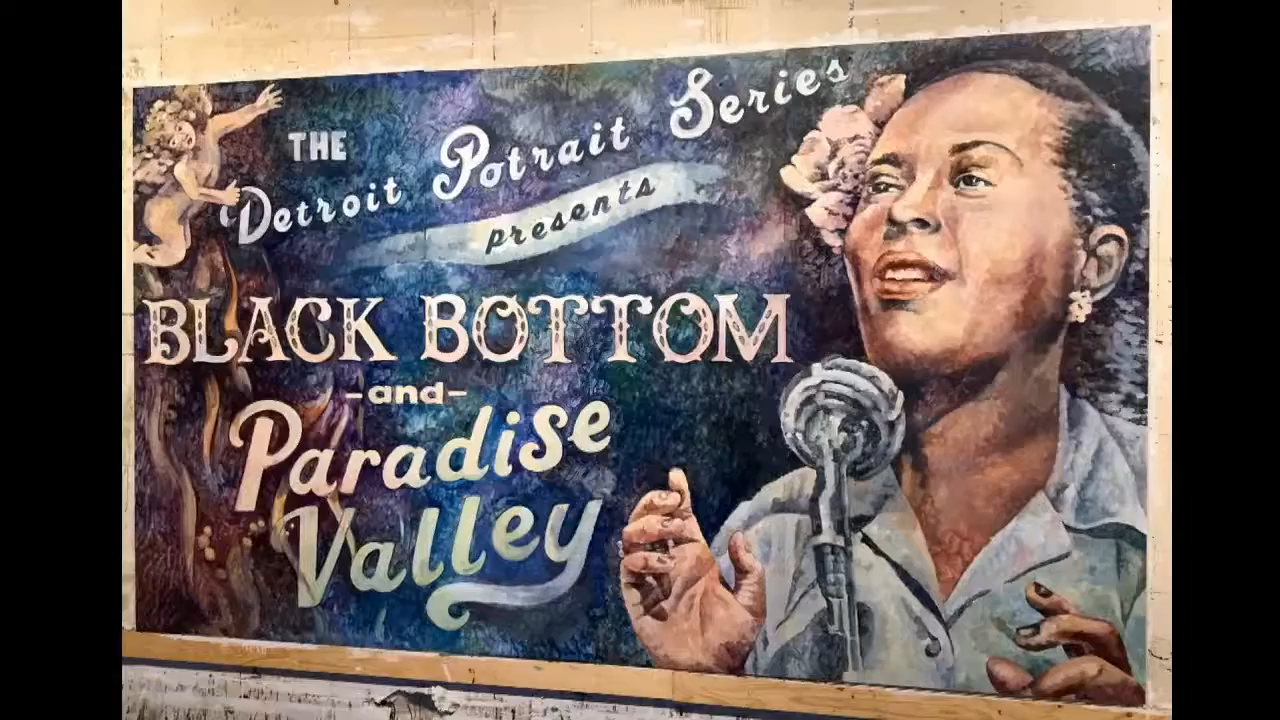 THE
Detroit Potrait Series
presents
BLACK BOTTOM
-and-
Paradise
Valley